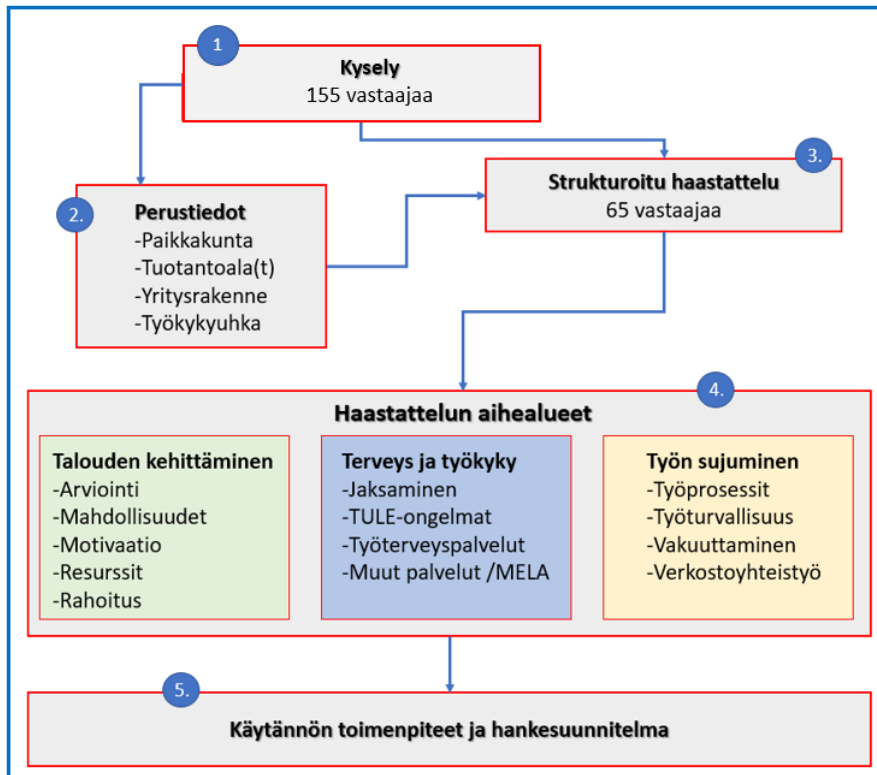 1
Kysely
155 vastaajaa
2.
Perustiedot
-Paikkakunta
-Tuotantoala(t)
-Yritysrakenne
-Työkykyuhka
3.
Strukturoitu haastattelu
65 vastaajaa
4.
Haastattelun aihealueet
Talouden kehittäminen
-Arviointi
-Mahdollisuudet
-Motivaatio
-Resurssit
-Rahoitus
Terveys ja työkyky
-Jaksaminen
-TULE-ongelmat
-Työterveyspalvelut
-Muut palvelut /MELA
Työn sujuminen
-Työprosessit
-Työturvallisuus
-Vakuuttaminen
-Verkostoyhteistyö
5.
Käytännön toimenpiteet ja hankesuunnitelma